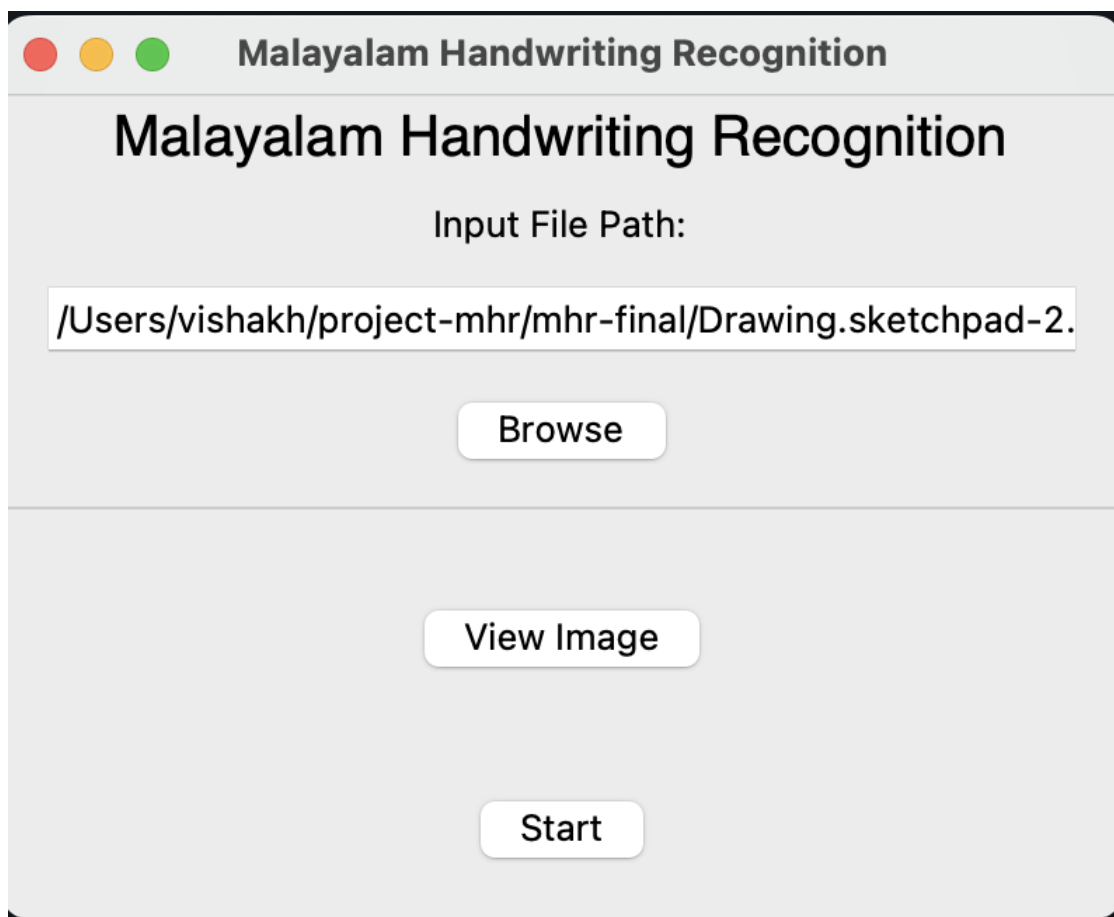 Malayalam Handwriting Recognition
Malayalam Handwriting Recognition
Input File Path:
/Users/vishakh/project-mhr/mhr-final/Drawing.sketchpad-2.
Browse
View Image
Start